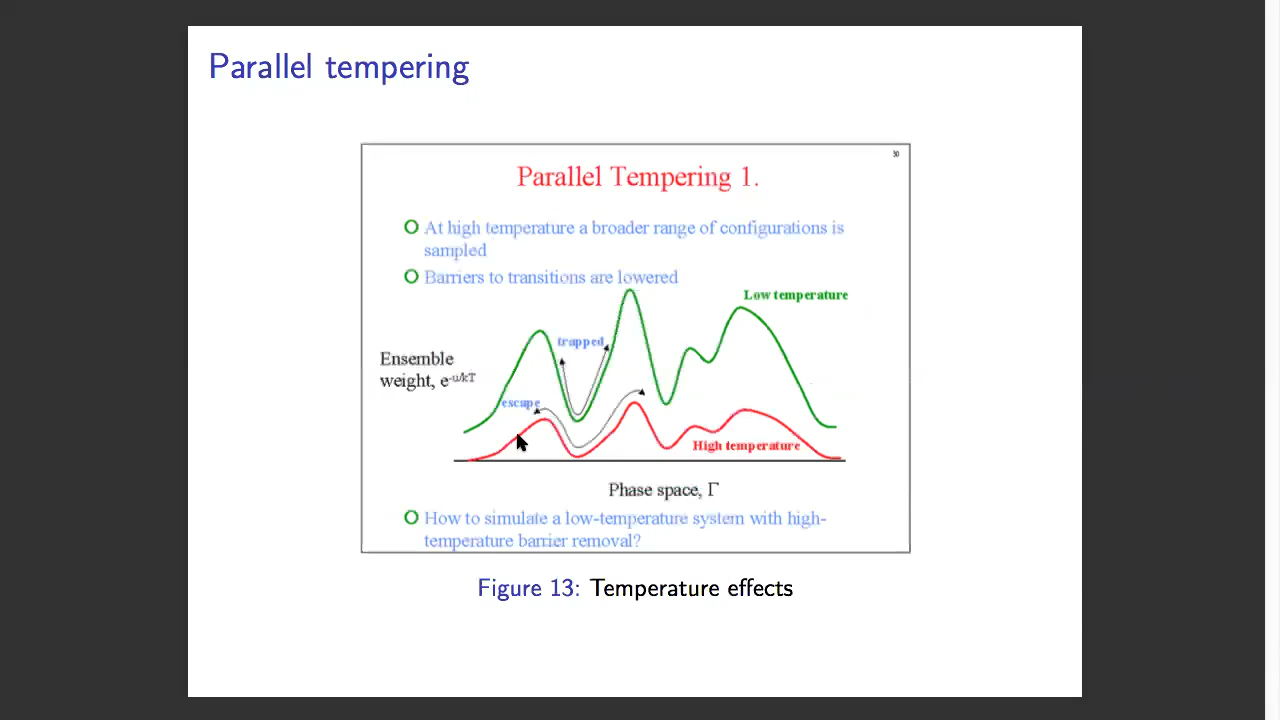 Parallel tempering
30
Parallel Tempering 1.
At high temperature a broader range of configurations is
sampled
Barriers to transitions are lowered
Low temperature
trapped
Ensemble
weight, e-u/kT
escape
High temperature
Phase space, Γ
How to simulate a low-temperature system with high-
temperature barrier removal?
Figure 13: Temperature effects